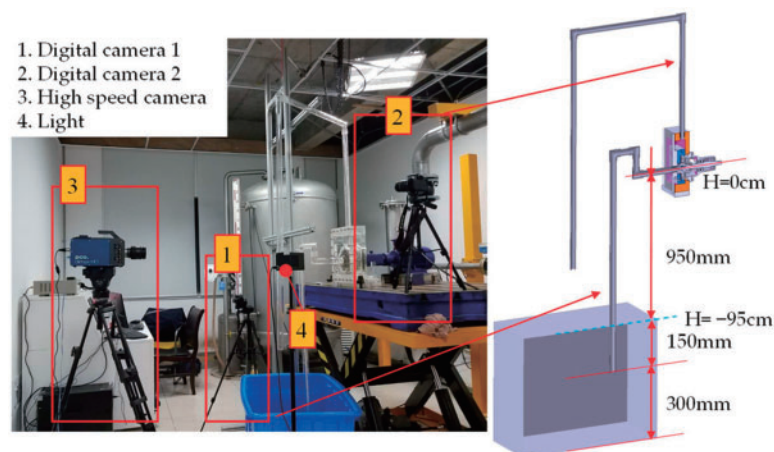 1. Digital camera 1
2. Digital camera 2
3. High speed camera
4. Light
3
1
2
4
H=0cm
950mm
H= −95cm
150mm
300mm